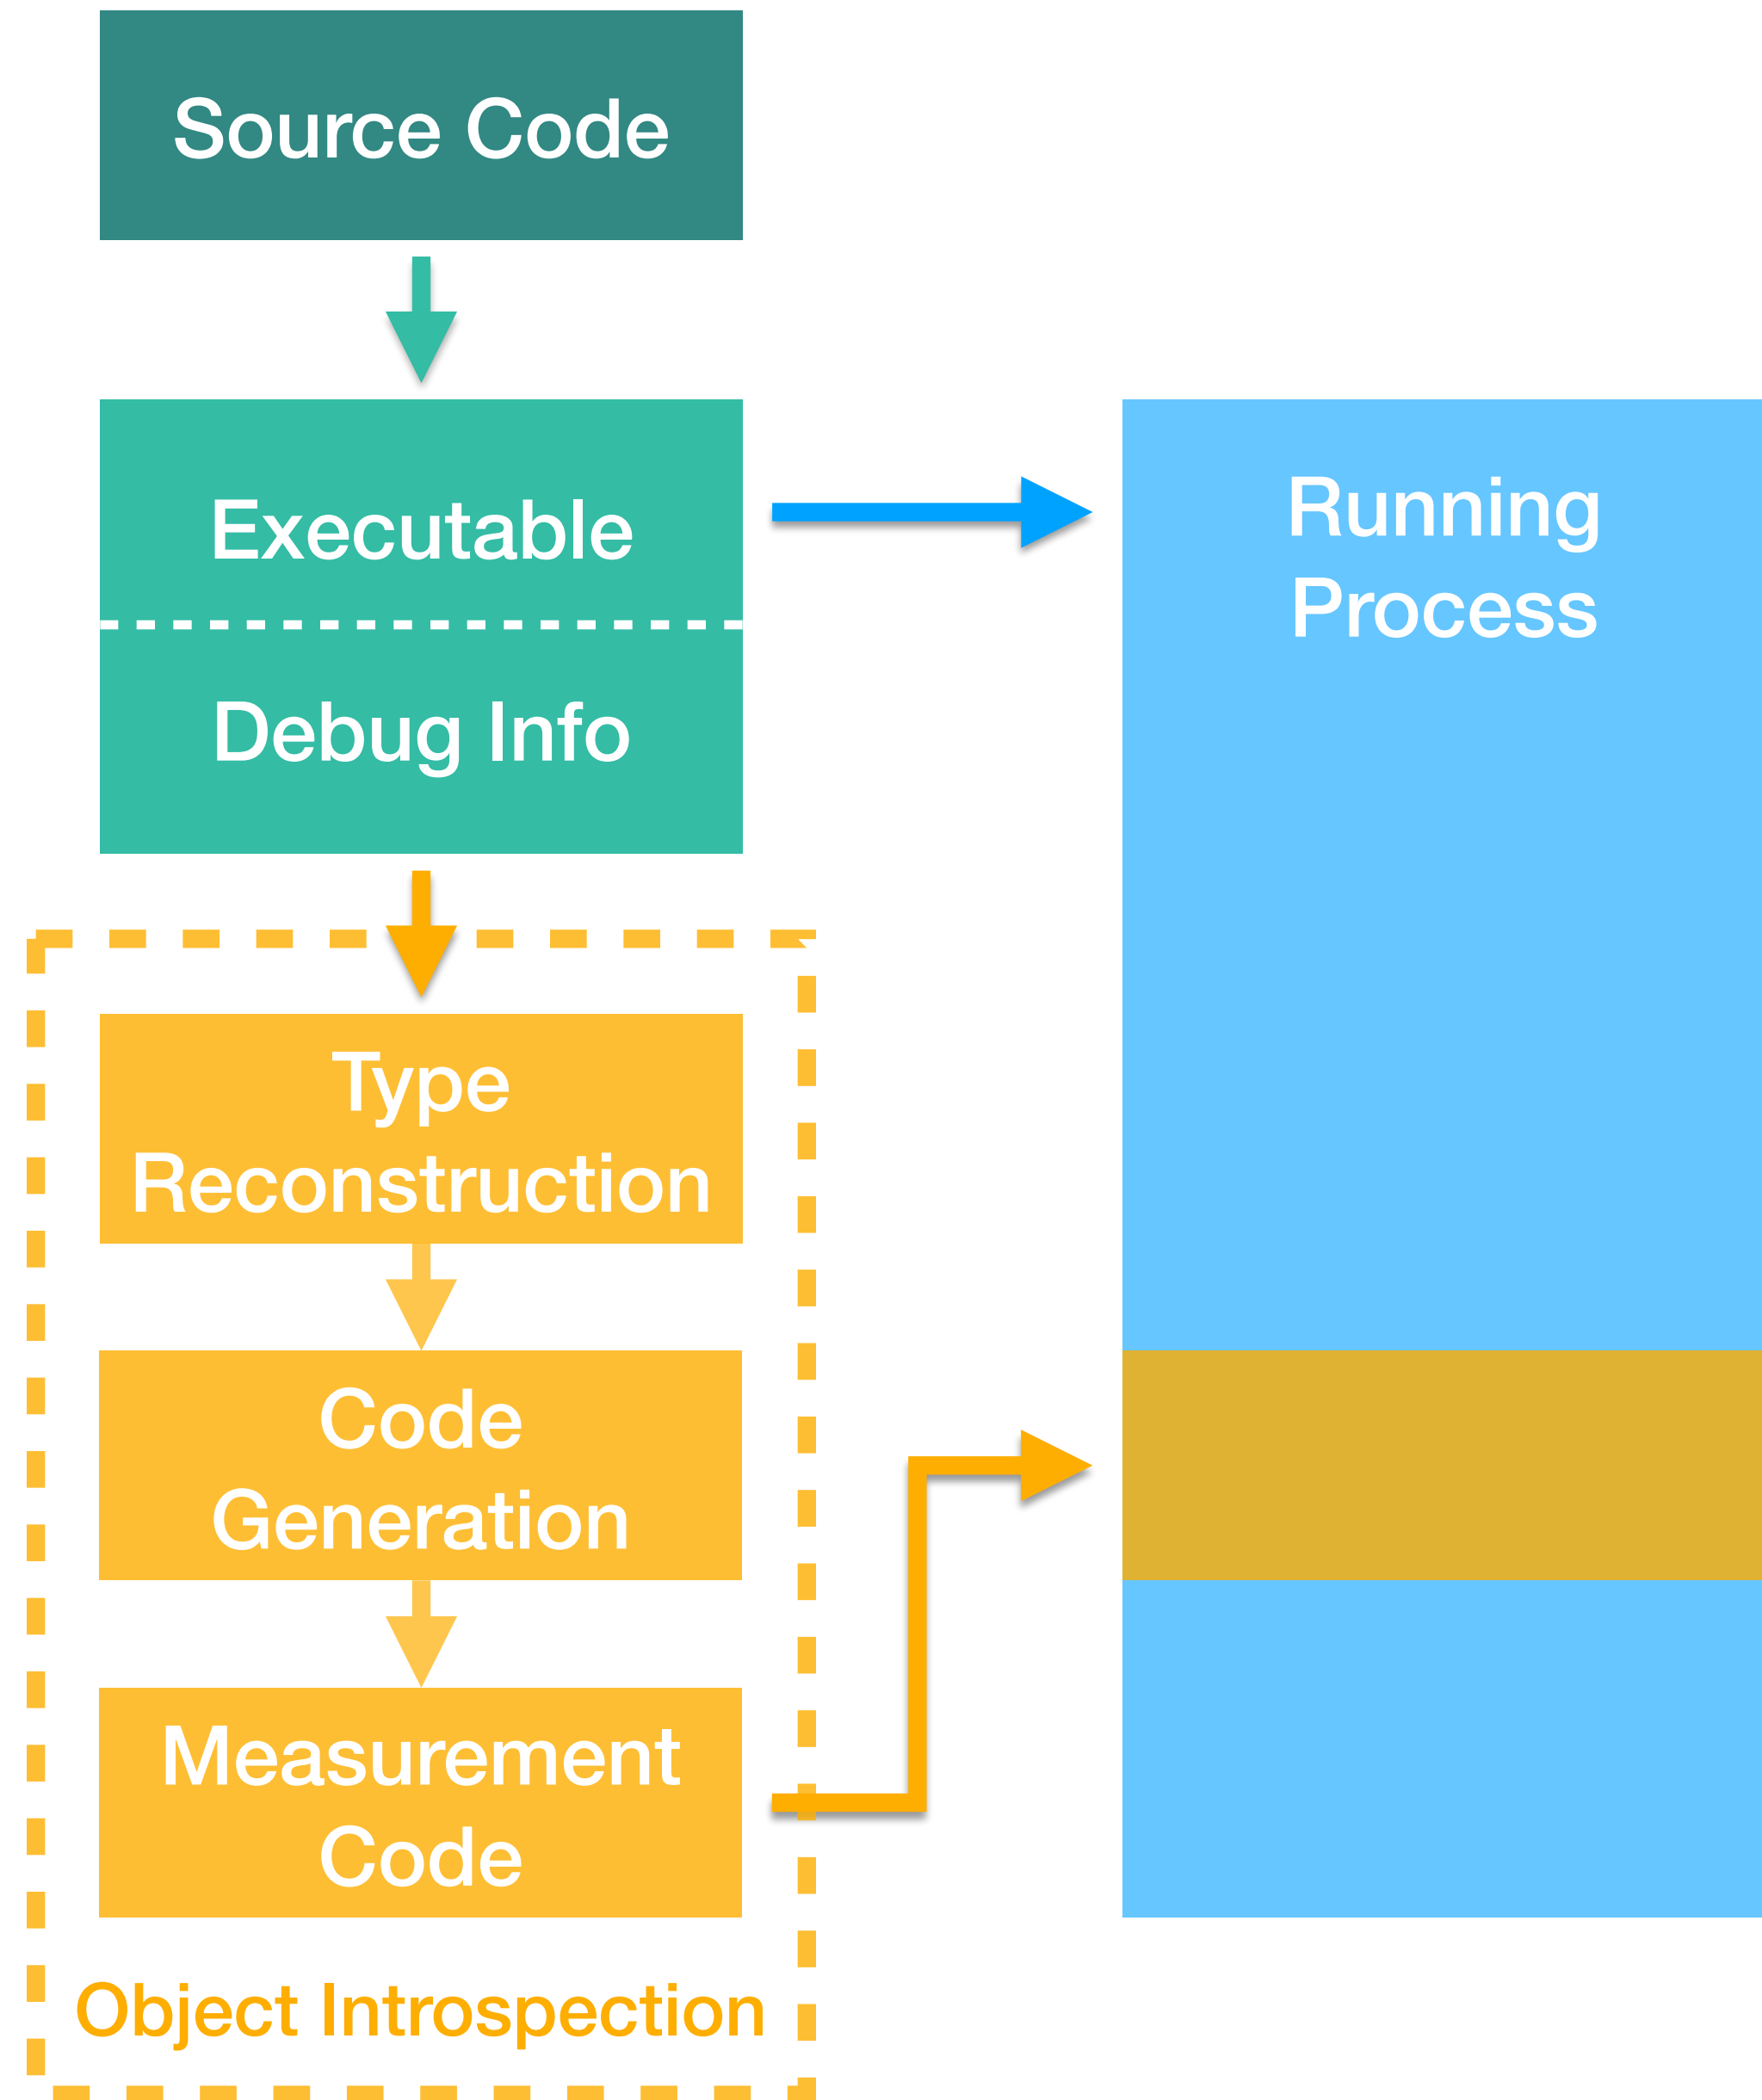 Source Code
Executable
Debug Info
Running
Process
Type
Reconstruction
Code
Generation
Measurement
Code
Object Introspection